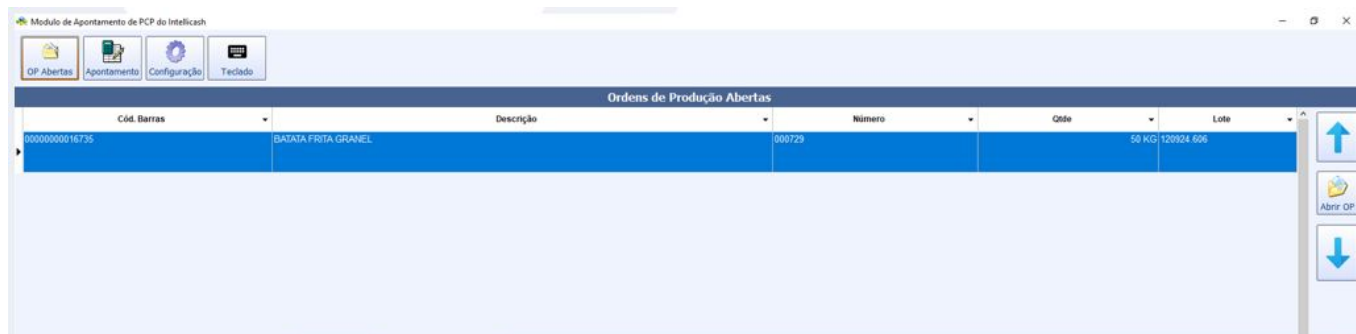 Modulo de Apontamento de PCP do Intellicash
OP Abertas Apontamento Configuração Teclado
Ordens de Produção Abertas
Cód. Barras Descrição Número Qtde Lote
00000000016735 BATATA FRITA GRANEL 000729 50 KG 120924.606
Abrir OP